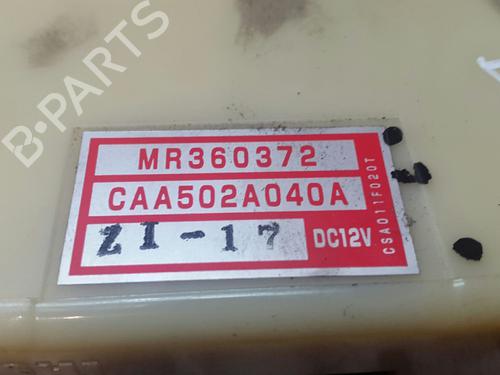 B-PARTS
MR360372
CAA502A040A
ZI-17
DC12V
CSA011F020T